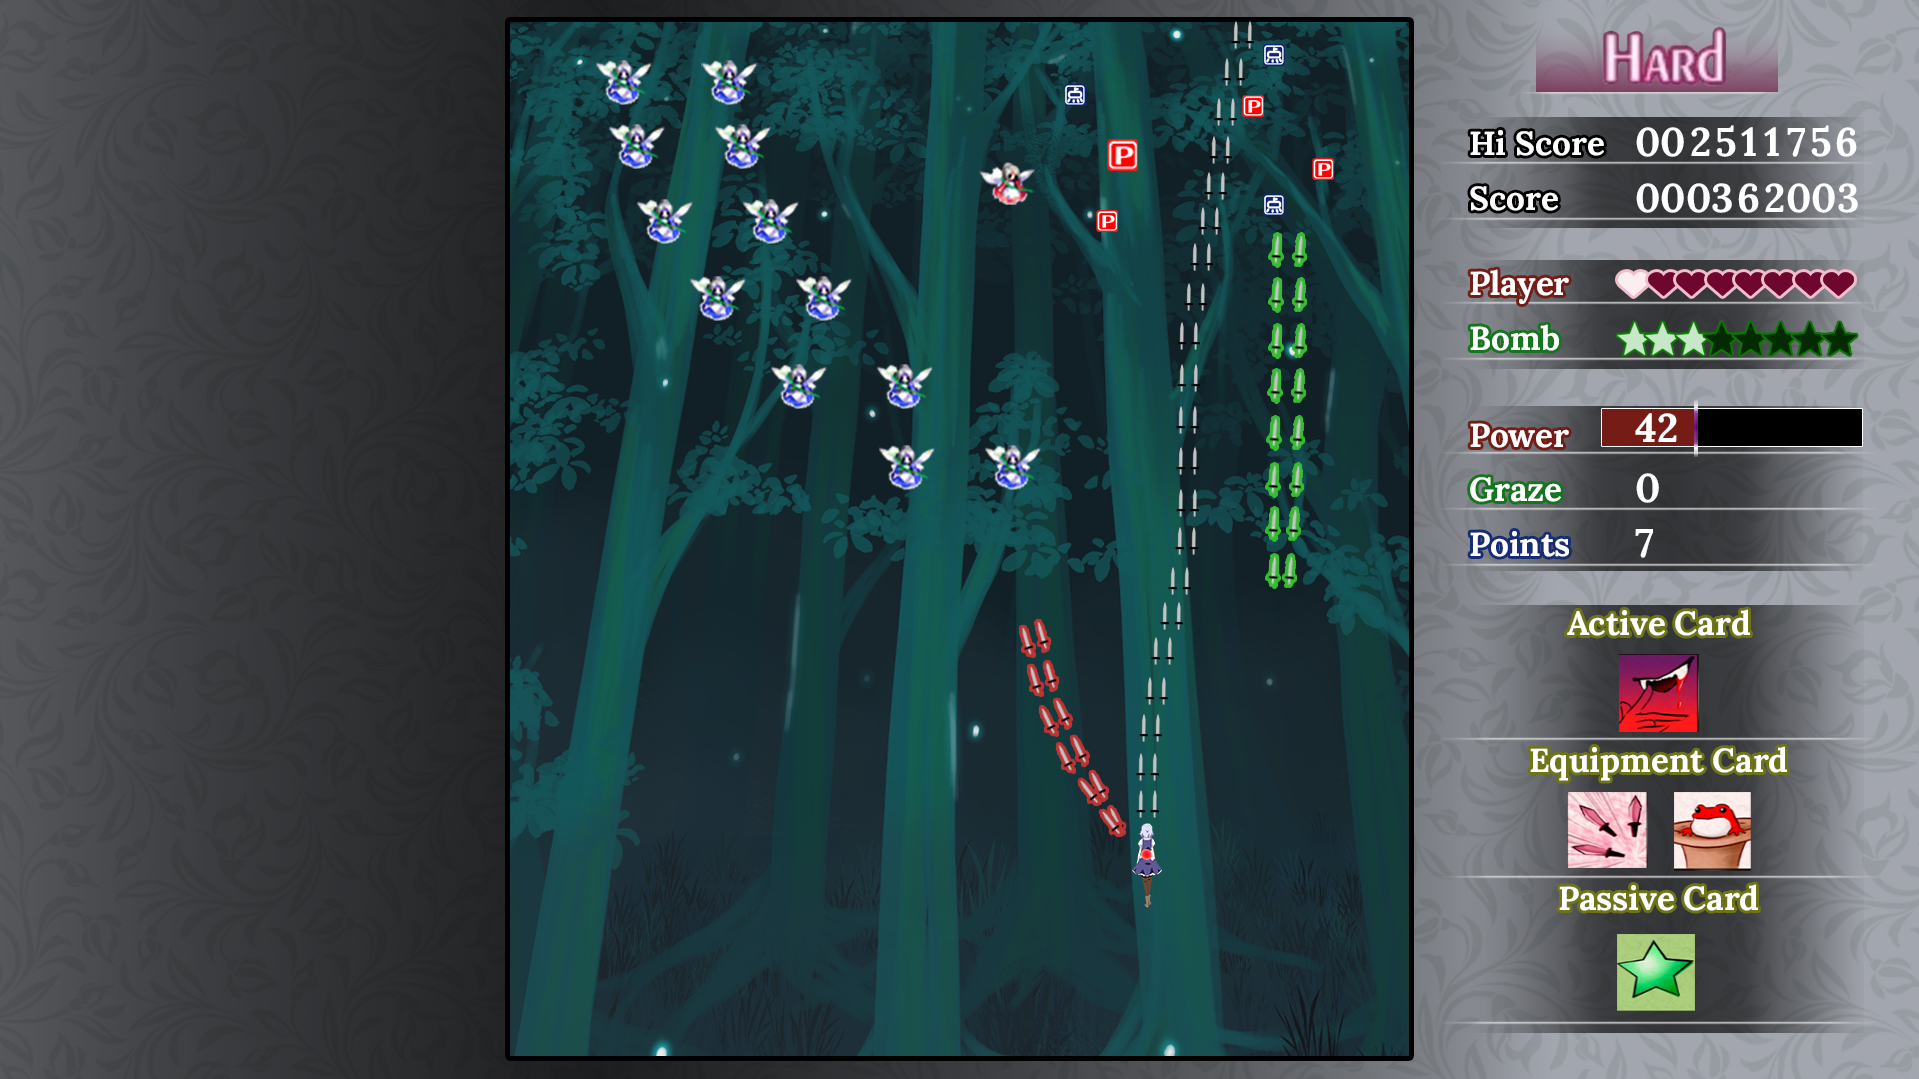 Hard
Hi Score 002511756
Score 000362003
Player
Bomb
Power 42
Graze 0
Points 7
Active Card
Equipment Card
Passive Card
P
P
P
P